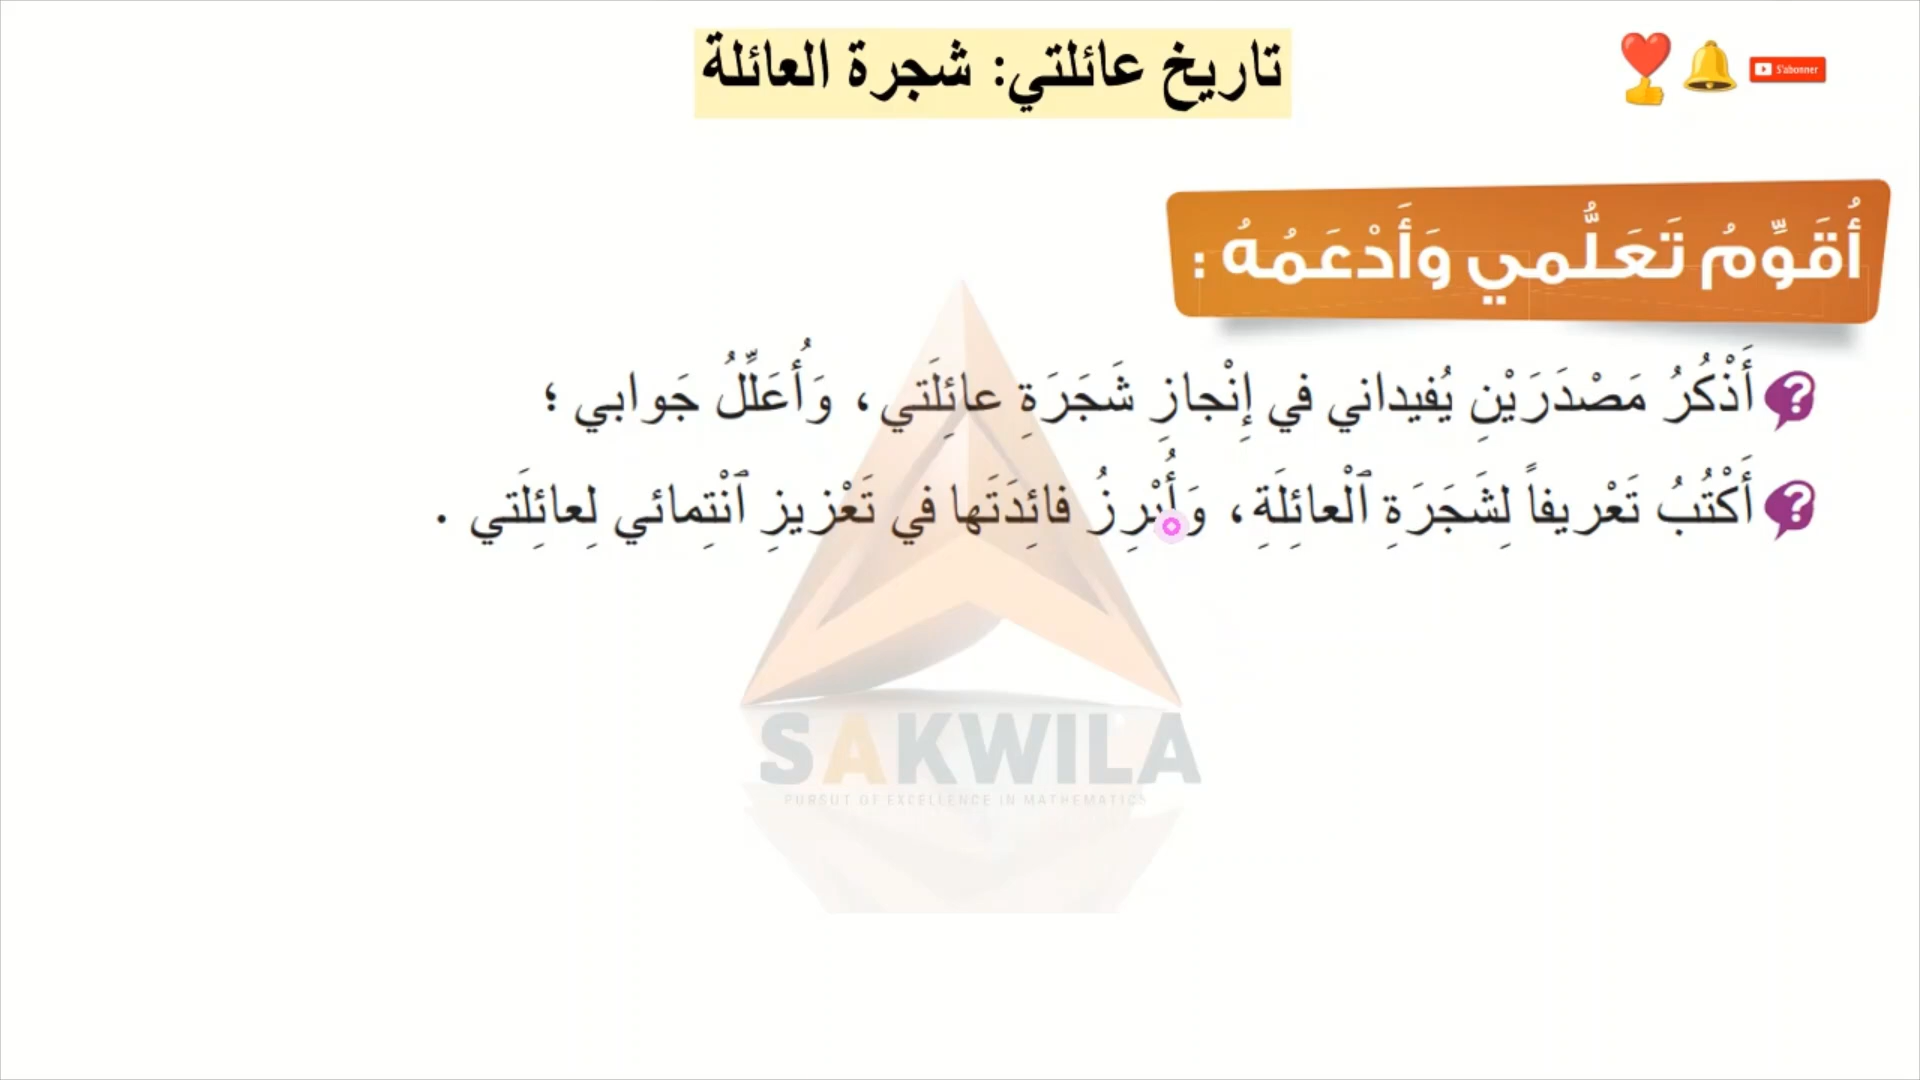 تاريخ عائلتي: شجرة العائلة
S'abonner
أُقَوِّمُ تَعَلُّمي وَأَدْعَمُهُ :
أَذْكُرُ مَصْدَرَيْنِ يُفيداني في إِنْجازِ شَجَرَةِ عائِلَتي، وَأُعَلِّلُ جَوابي ؛
أَكْتُبُ تَعْريفاً لِشَجَرَةِ ٱلْعائِلَةِ، وَأُبْرِزُ فائِدَتَها في تَعْزيزِ ٱنْتِمائي لِعائِلَتي .
SAKWILA
PURSUT OF EXCELLENCE IN MATHEMATICS